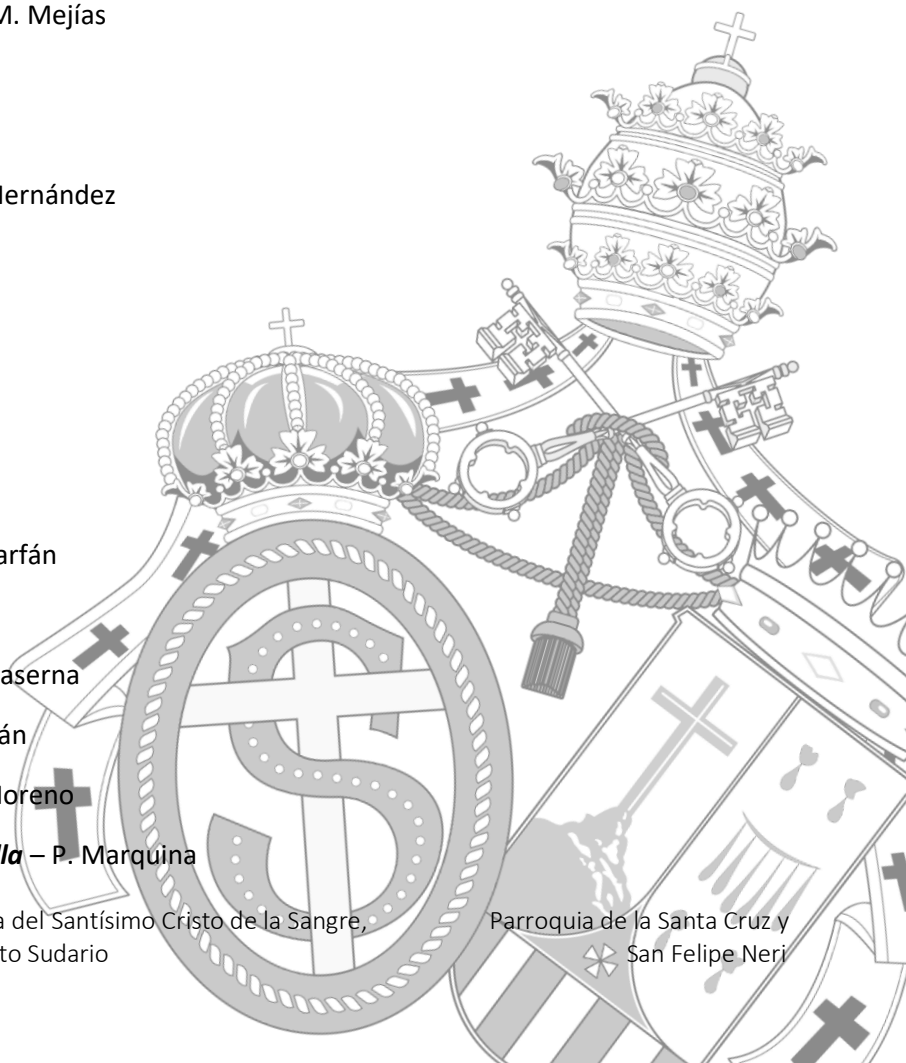 M. Mejías
Hernández
arfán
aserna
án
Moreno
lla – P. Marquina
a del Santísimo Cristo de la Sangre, Parroquia de la Santa Cruz y
to Sudario San Felipe Neri